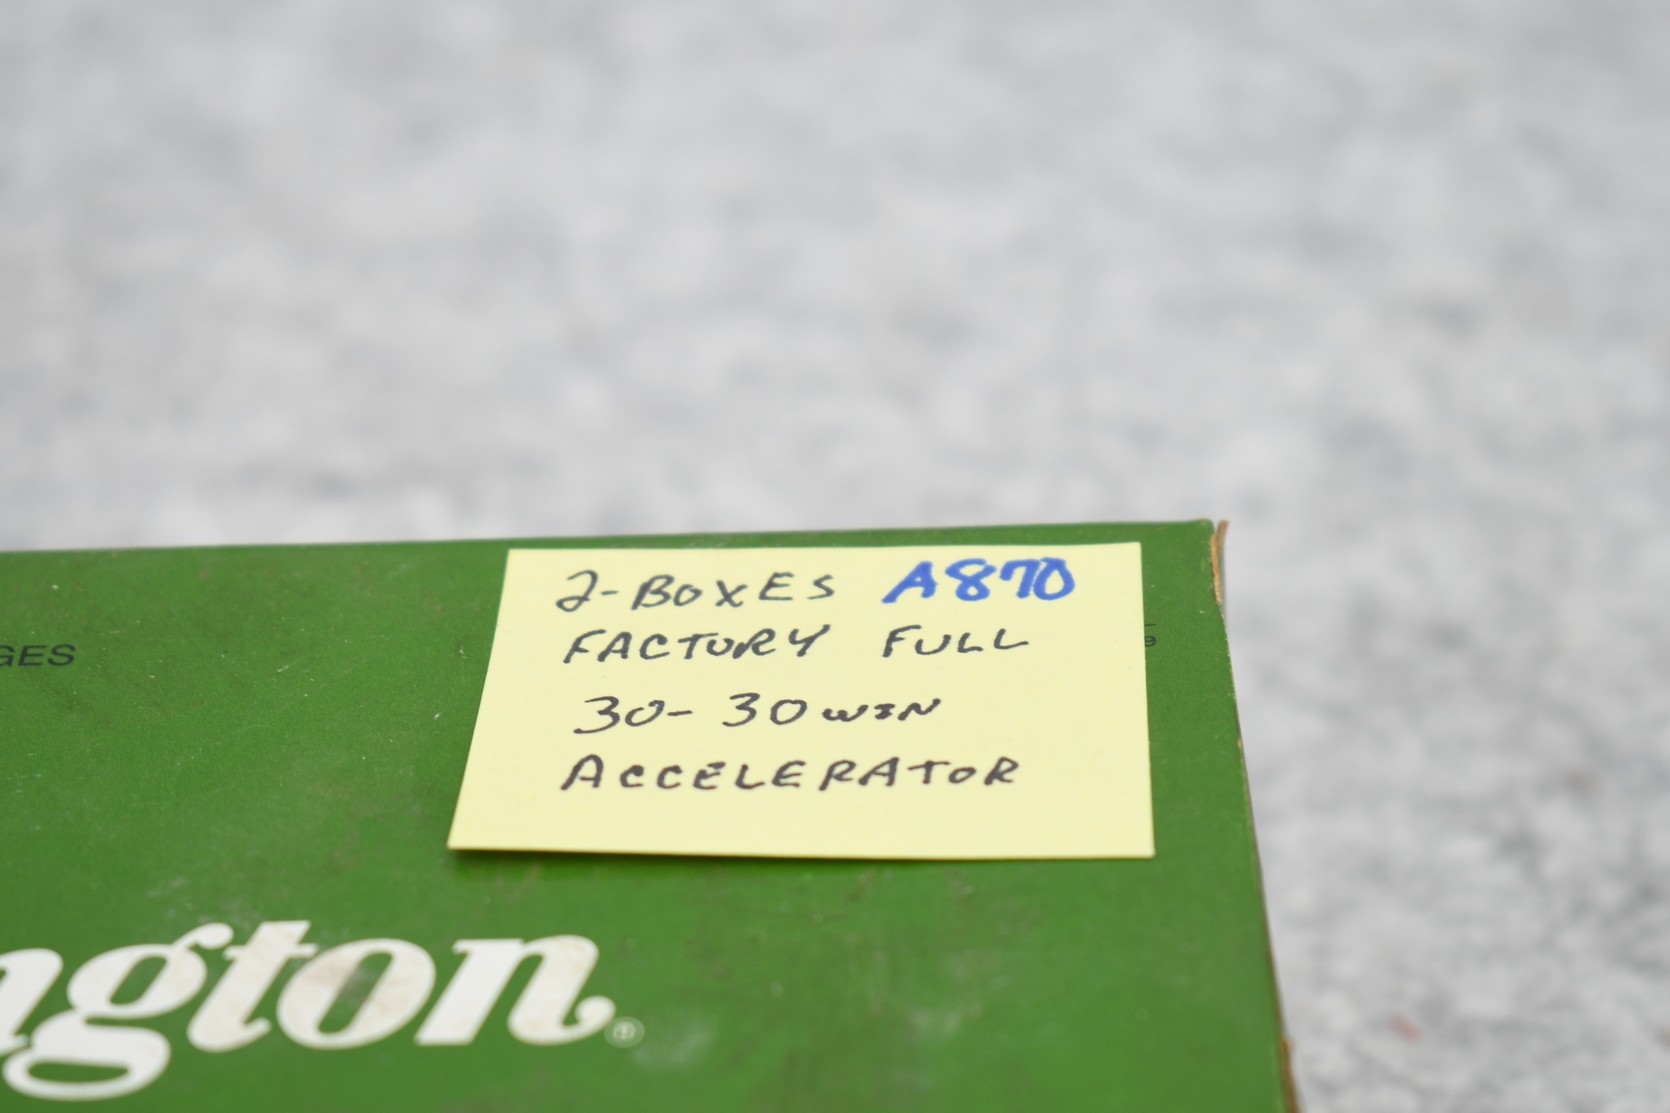 2-BOXES A870
FACTORY FULL
30-30 WIN
ACCELERATOR
GES
ngton®